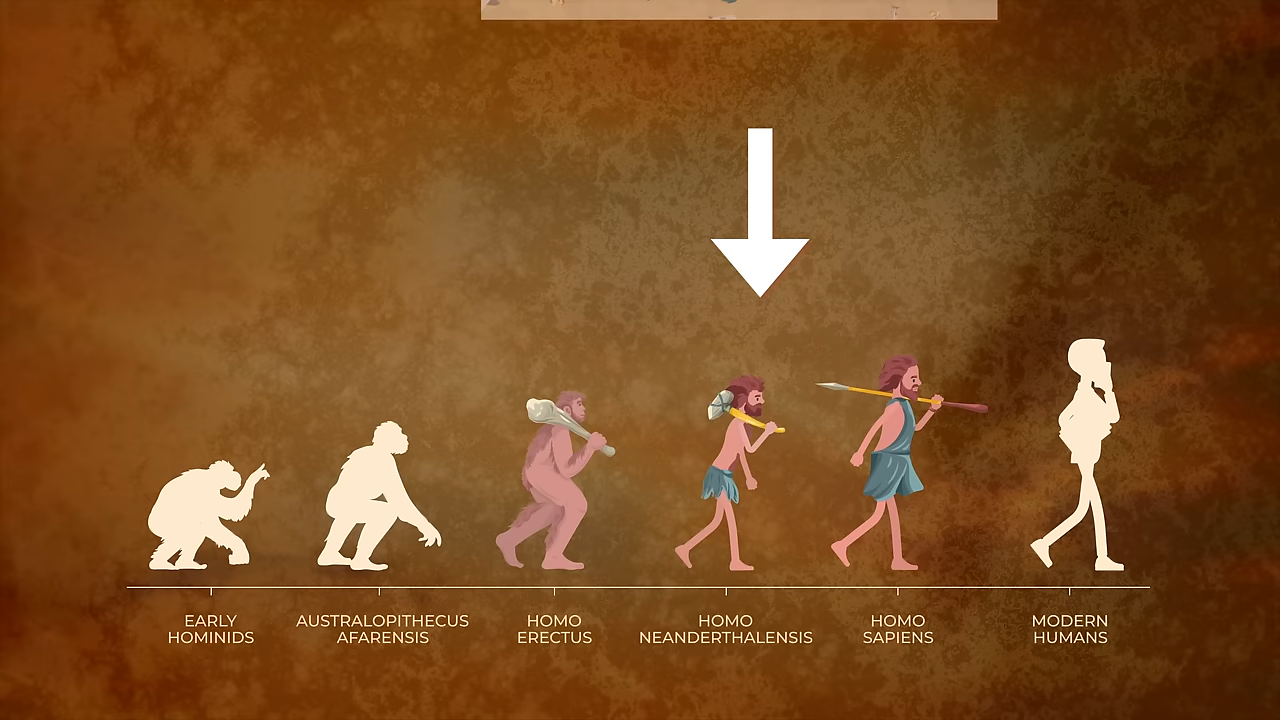 EARLY
HOMINIDS
AUSTRALOPITHECUS
AFARENSIS
HOMO
ERECTUS
HOMO
NEANDERTHALENSIS
HOMO
SAPIENS
MODERN
HUMANS